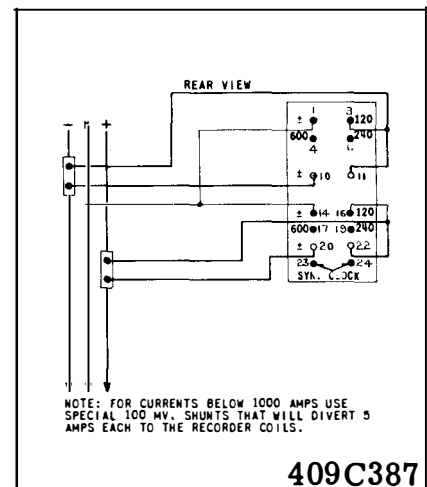 REAR VIEW
- N +
1 3
± 120
600 240
4 6
± 10 11
± 14 16 120
600 17 19 240
± 20 22
23 24
SYN. CLOCK
NOTE: FOR CURRENTS BELOW 1000 AMPS USE
SPECIAL 100 MV. SHUNTS THAT WILL DIVERT 5
AMPS EACH TO THE RECORDER COILS.
409C387